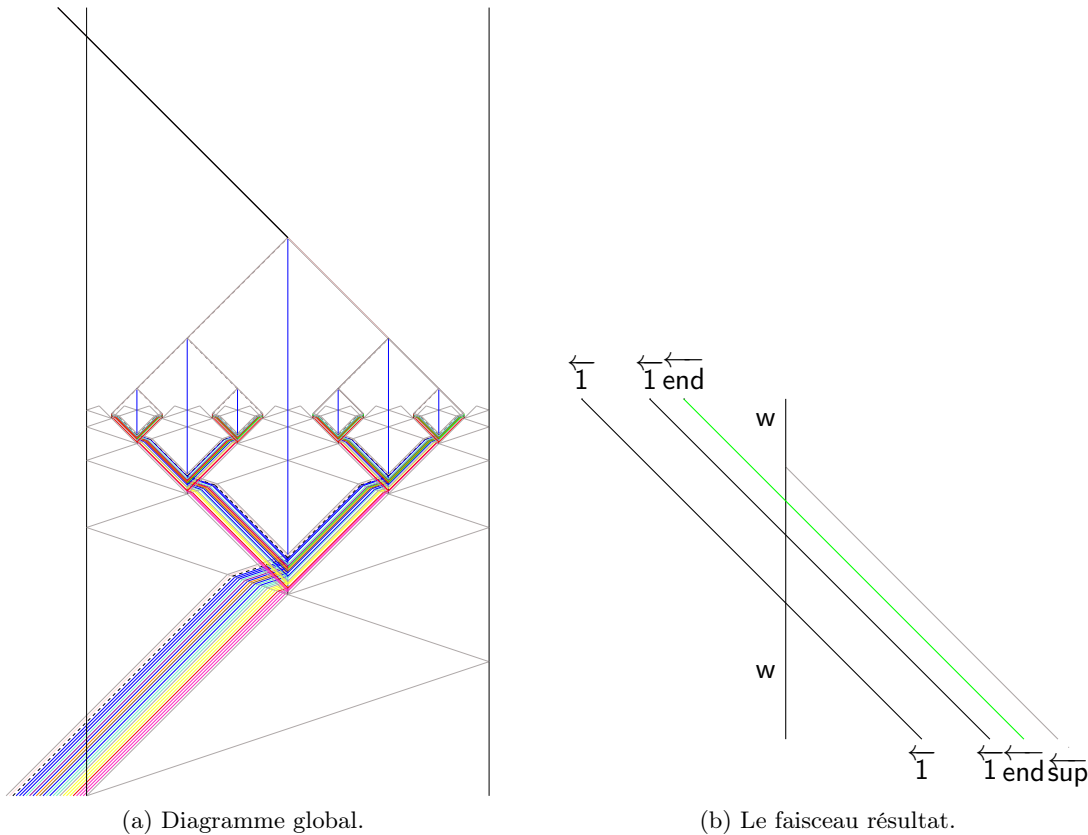 1 1 end
w
w
1 1 end sup
(a) Diagramme global. (b) Le faisceau résultat.